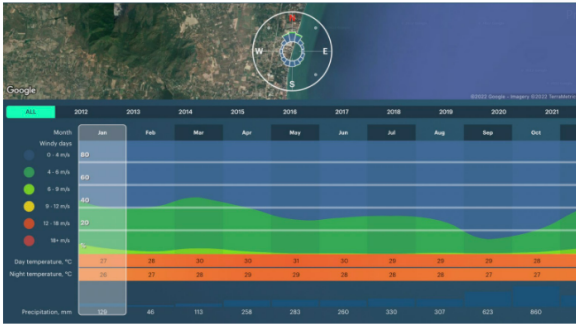 N
W E
S
Google
©2022 Google - Imagery ©2022 TerraMetrics
ALL 2012 2013 2014 2015 2016 2017 2018 2019 2020 2021
Month Jan Feb Mar Apr May Jun Jul Aug Sep Oct
Windy days
0 - 4 m/s 80
4 - 6 m/s 60
6 - 9 m/s 40
9 - 12 m/s
12 - 18 m/s 20
18+ m/s
Day temperature, °C 27 28 30 30 31 30 29 29 29 28
Night temperature, °C 26 27 28 29 29 28 28 28 27 27
Precipitation, mm 129 46 113 258 283 260 330 307 623 860